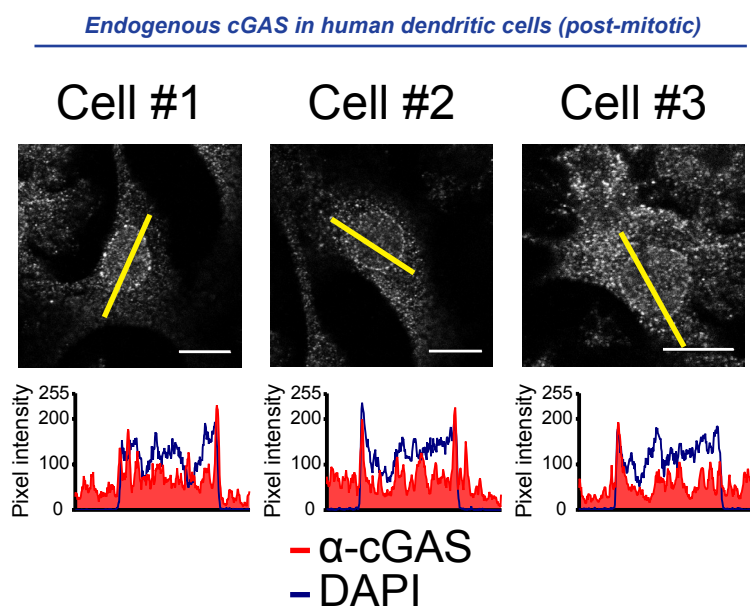 Endogenous cGAS in human dendritic cells (post-mitotic)
Cell #1 Cell #2 Cell #3
Pixel intensity 255 200 100 0
Pixel intensity 255 200 100 0
Pixel intensity 255 200 100 0
α-cGAS
DAPI